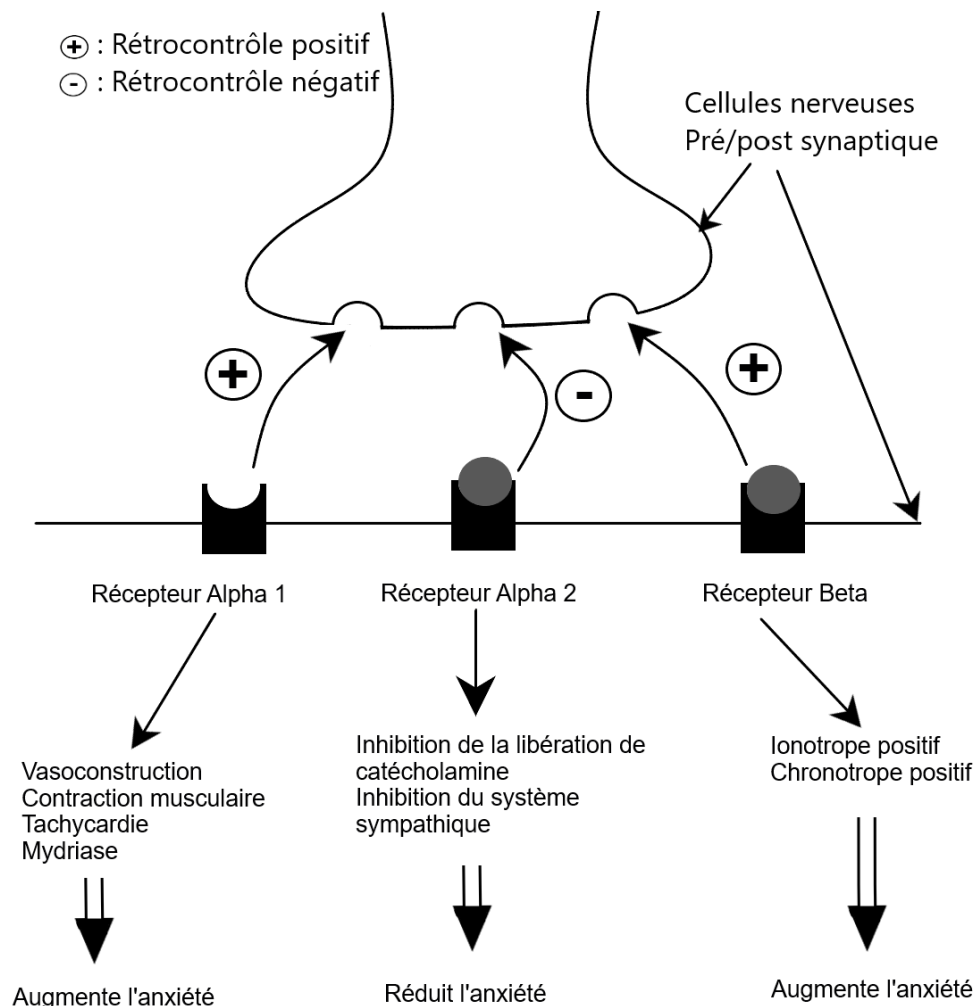 + : Rétrocontrôle positif
- : Rétrocontrôle négatif
Cellules nerveuses
Pré/post synaptique
+
-
+
Récepteur Alpha 1
Récepteur Alpha 2
Récepteur Beta
Vasoconstruction
Contraction musculaire
Tachycardie
Mydriase
Inhibition de la libération de
catécholamine
Inhibition du système
sympathique
Ionotrope positif
Chronotrope positif
Augmente l'anxiété
Réduit l'anxiété
Augmente l'anxiété